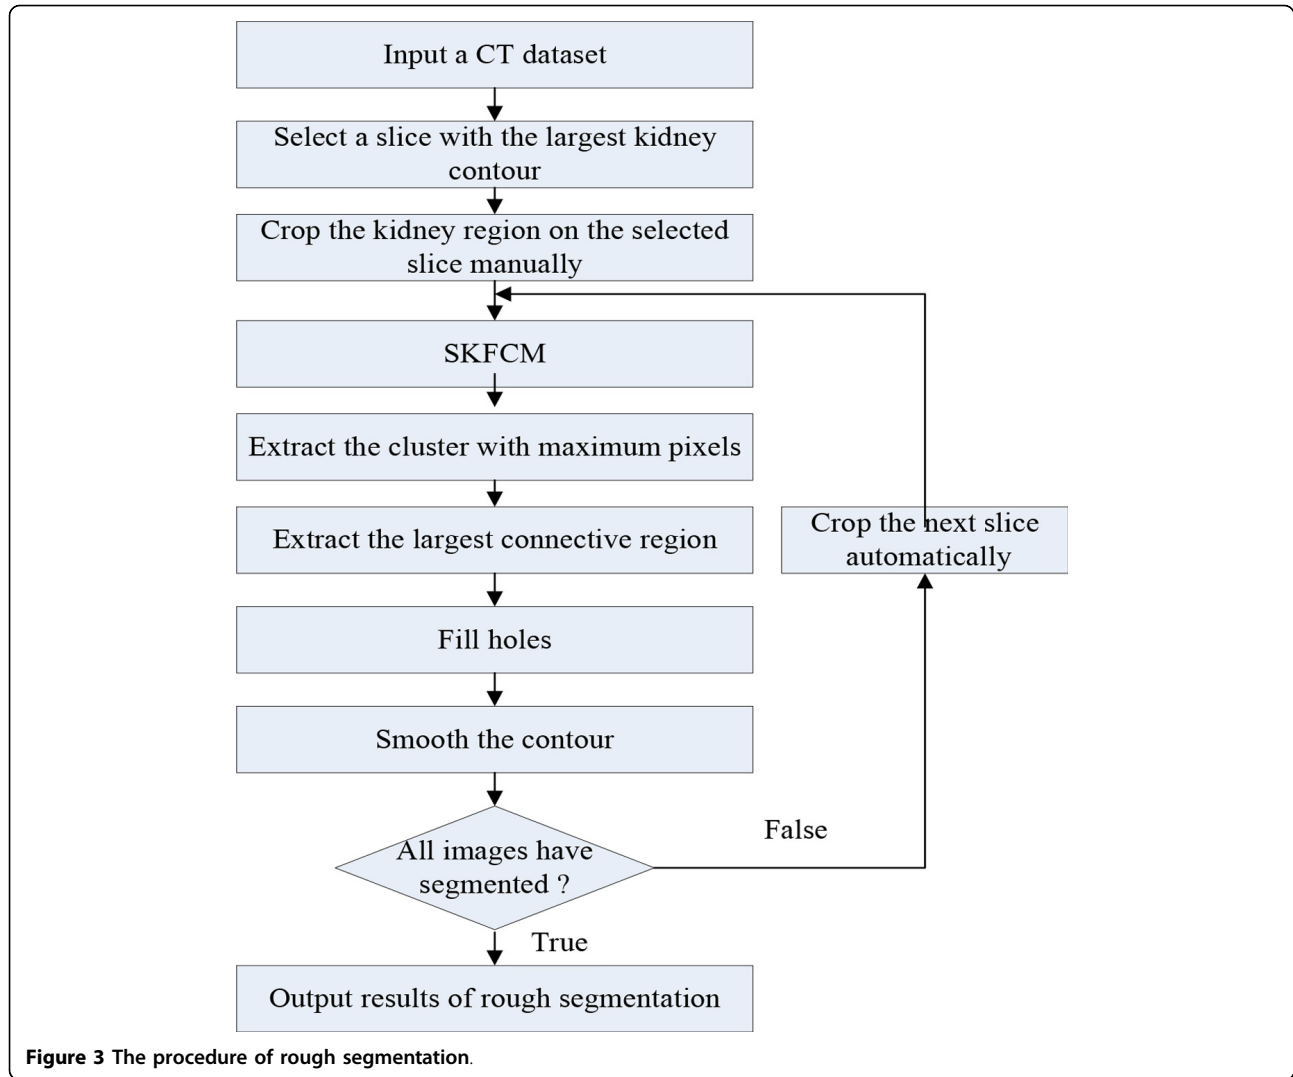 Input a CT dataset
Select a slice with the largest kidney
contour
Crop the kidney region on the selected
slice manually
SKFCM
Extract the cluster with maximum pixels
Extract the largest connective region
Crop the next slice
automatically
Fill holes
Smooth the contour
All images have
segmented ?
False
True
Output results of rough segmentation
Figure 3 The procedure of rough segmentation.